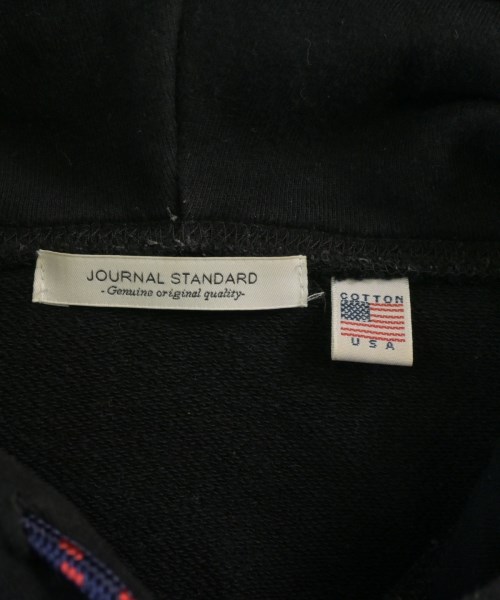 JOURNAL STANDARD
- Genuine original quality-
COTTON
USA